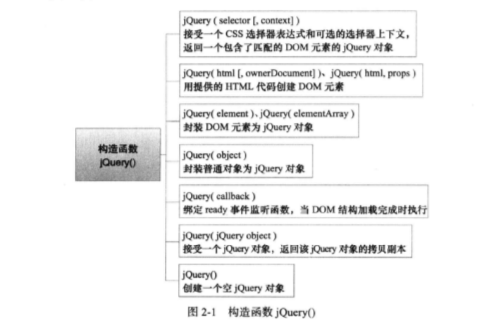 jQuery ( selector [, context] )
接受一个 CSS 选择器表达式和可选的选择器上下文,
返回一个包含了匹配的 DOM 元素的 jQuery 对象
jQuery( html [, ownerDocument] )、jQuery( html, props )
用提供的 HTML 代码创建 DOM 元素
jQuery( element )、jQuery( elementArray )
封装 DOM 元素为 jQuery 对象
构造函数
jQuery()
jQuery( object )
封装普通对象为 jQuery 对象
jQuery( callback )
绑定 ready 事件监听函数，当 DOM 结构加载完成时执行
jQuery( jQuery object )
接受一个 jQuery 对象，返回该 jQuery 对象的拷贝副本
jQuery()
创建一个空 jQuery 对象
图 2-1 构造函数 jQuery()